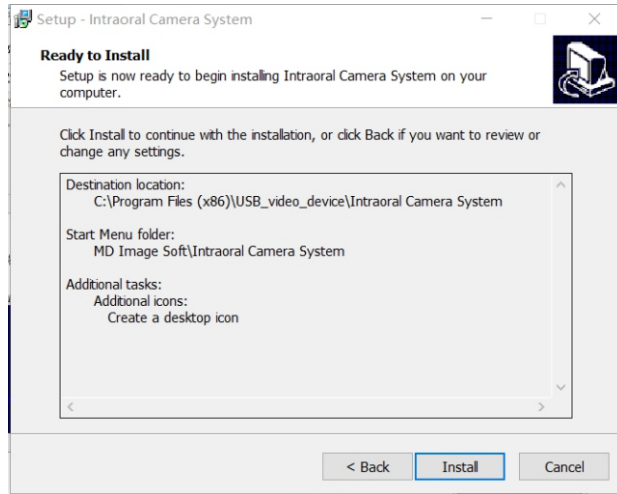 Setup - Intraoral Camera System
Ready to Install
Setup is now ready to begin installing Intraoral Camera System on your
computer.
Click Install to continue with the installation, or click Back if you want to review or
change any settings.
Destination location:
C:\Program Files (x86)\USB_video_device\Intraoral Camera System
Start Menu folder:
MD Image Soft\Intraoral Camera System
Additional tasks:
Additional icons:
Create a desktop icon
< Back
Install
Cancel